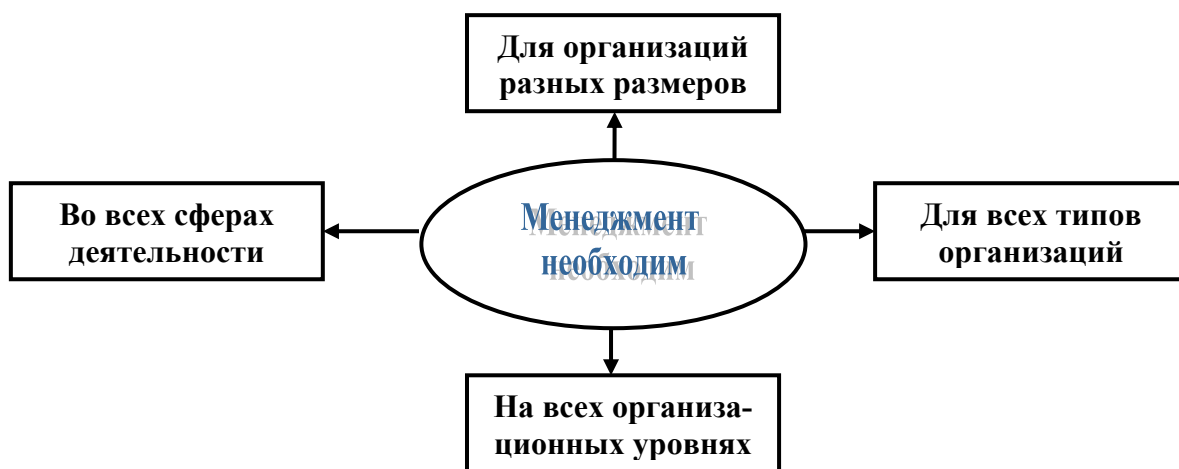 Для организаций
разных размеров
Во всех сферах
деятельности
Менеджмент
необходим
Для всех типов
организаций
На всех организа-
ционных уровнях